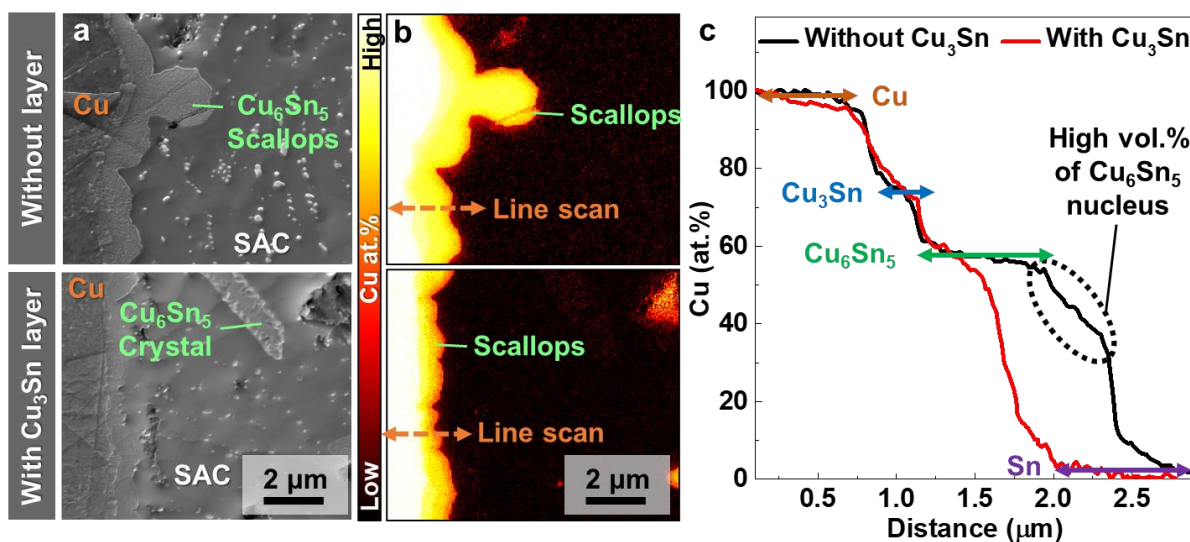 Without layer
With Cu₃Sn layer
a
Cu
Cu₆Sn₅
Scallops
SAC
Cu
Cu₆Sn₅
Crystal
SAC
2 μm
High
Cu at.%
Low
b
Scallops
Line scan
Scallops
Line scan
2 μm
c
Without Cu₃Sn
With Cu₃Sn
Cu (at.%)
100
80
60
40
20
0
Cu
High vol.%
of Cu₆Sn₅
nucleus
Cu₃Sn
Cu₆Sn₅
Sn
0.5 1.0 1.5 2.0 2.5
Distance (μm)